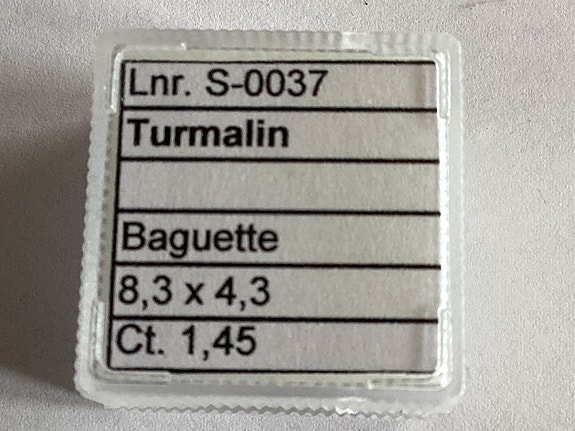 Lnr. S-0037
Turmalin
Baguette
8,3 x 4,3
Ct. 1,45